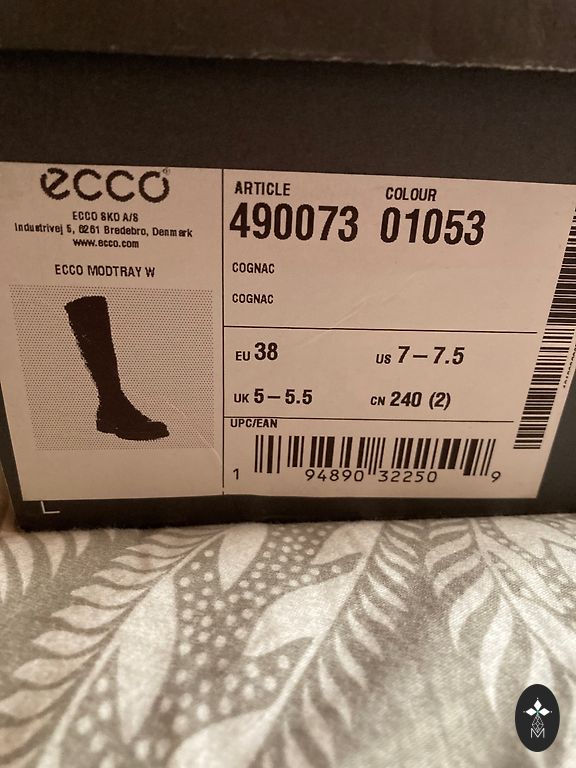 ecco
ECCO SKO A/S
Industrivej 5, 6261 Bredebro, Denmark
www.ecco.com
ECCO MODTRAY W
ARTICLE COLOUR
490073 01053
COGNAC
COGNAC
EU 38 US 7-7.5
UK 5-5.5 CN 240 (2)
UPC/EAN
1 94890 32250 9
L
M